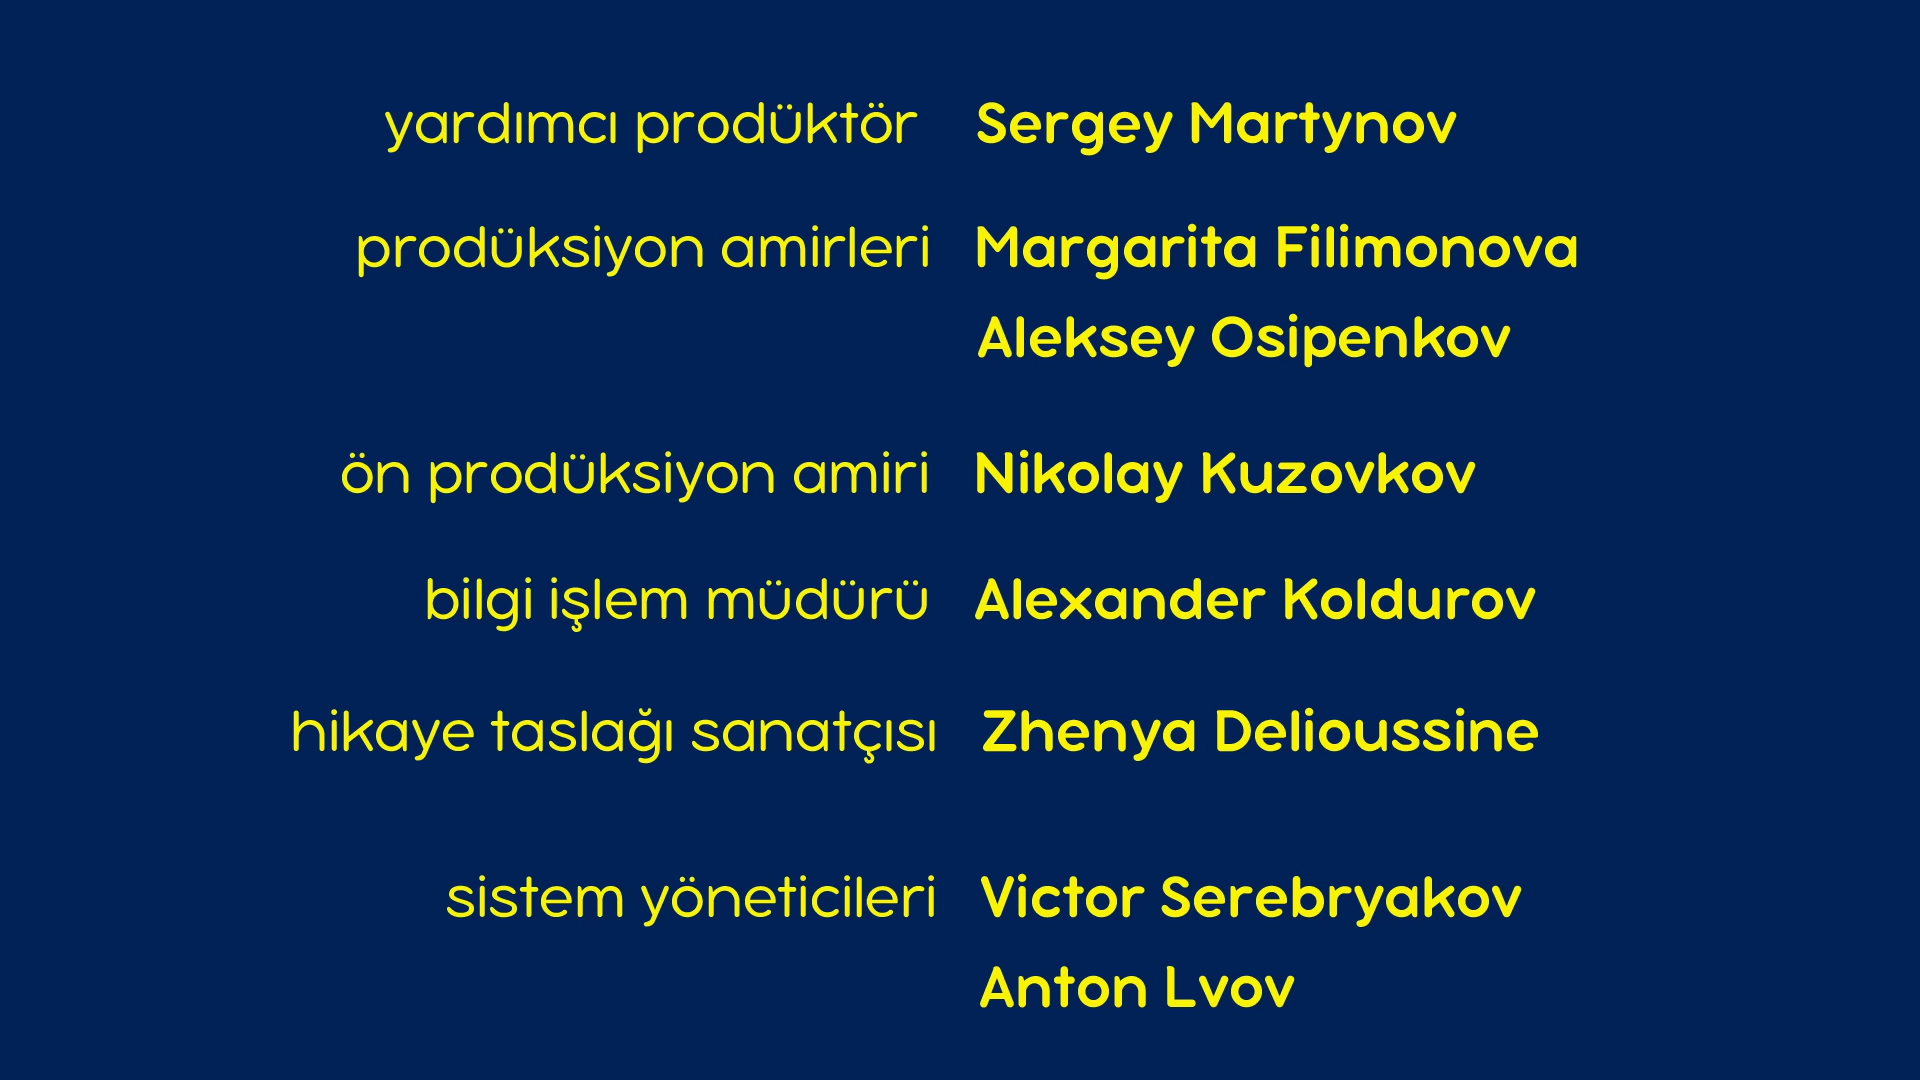 yardımcı prodüktör Sergey Martynov
prodüksiyon amirleri Margarita Filimonova
Aleksey Osipenkov
ön prodüksiyon amiri Nikolay Kuzovkov
bilgi işlem müdürü Alexander Koldurov
hikaye taslağı sanatçısı Zhenya Delioussine
sistem yöneticileri Victor Serebryakov
Anton Lvov